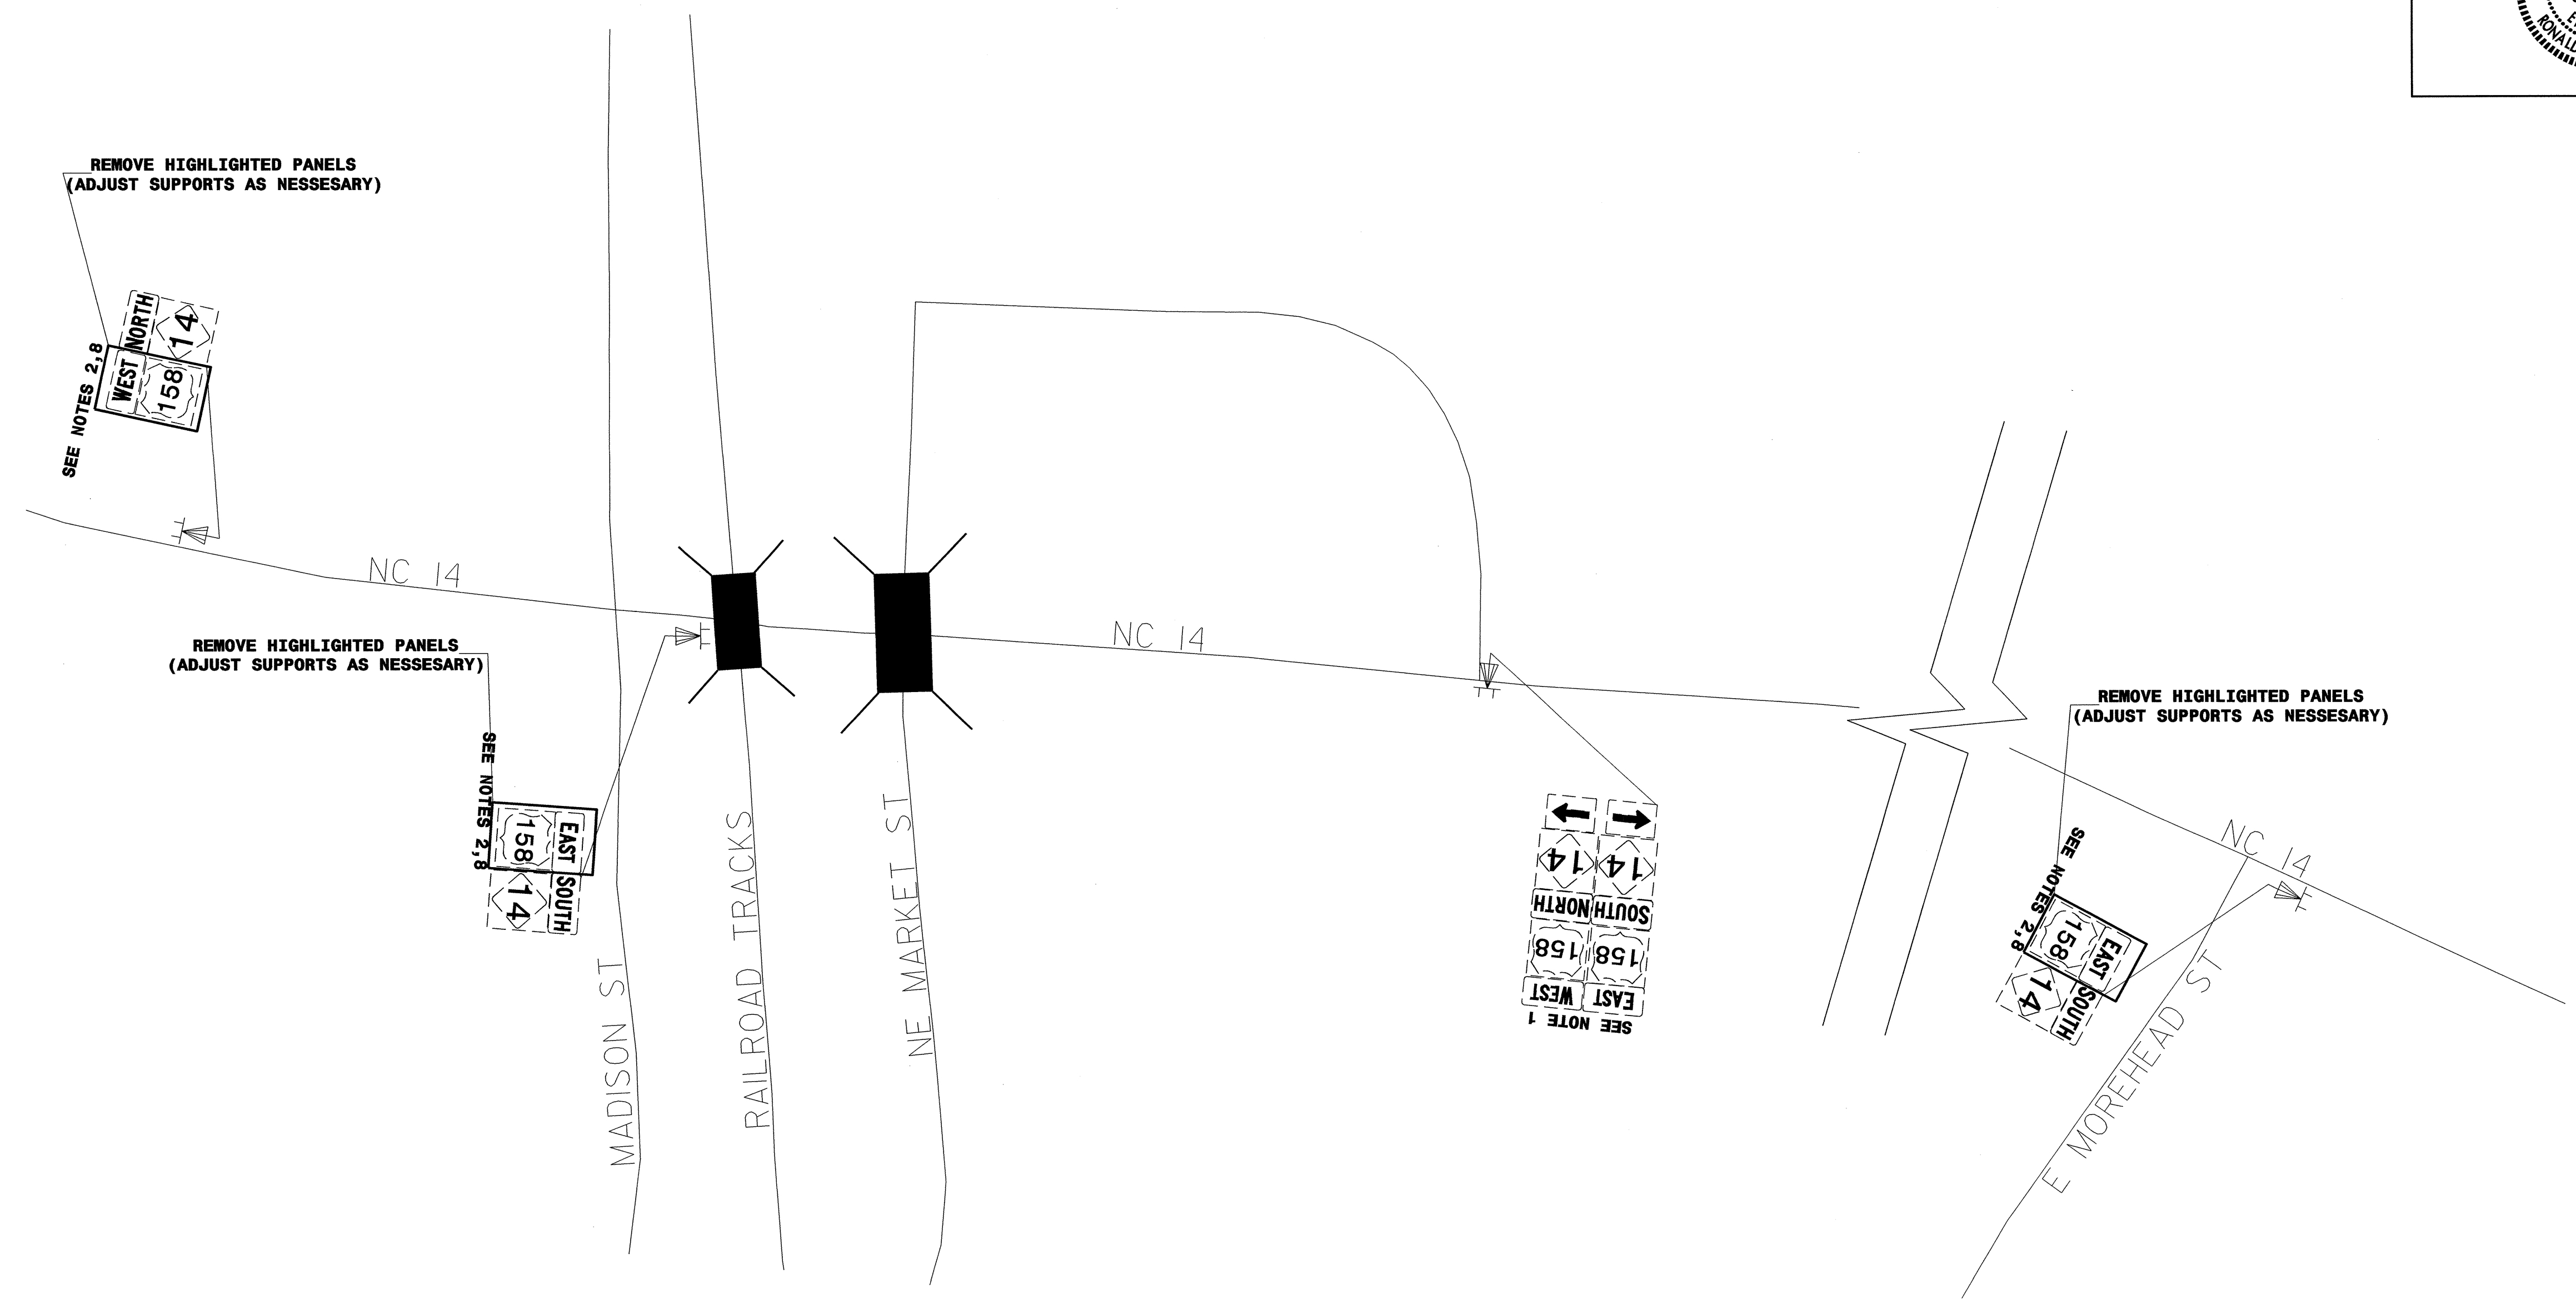 RONALD
REMOVE HIGHLIGHTED PANELS
(ADJUST SUPPORTS AS NESSESARY)
NORTH
14
WEST
158
SEE NOTES 2,8
NC 14
REMOVE HIGHLIGHTED PANELS
(ADJUST SUPPORTS AS NESSESARY)
SEE NOTES 2,8
EAST
158
SOUTH
14
MADISON ST
RAILROAD TRACKS
NE MARKET ST
NC 14
SEE NOTE 1
EAST WEST
158 158
SOUTH NORTH
14 14
REMOVE HIGHLIGHTED PANELS
(ADJUST SUPPORTS AS NESSESARY)
SEE NOTES 2,8
EAST
158
SOUTH
14
NC 14
E MOREHEAD ST